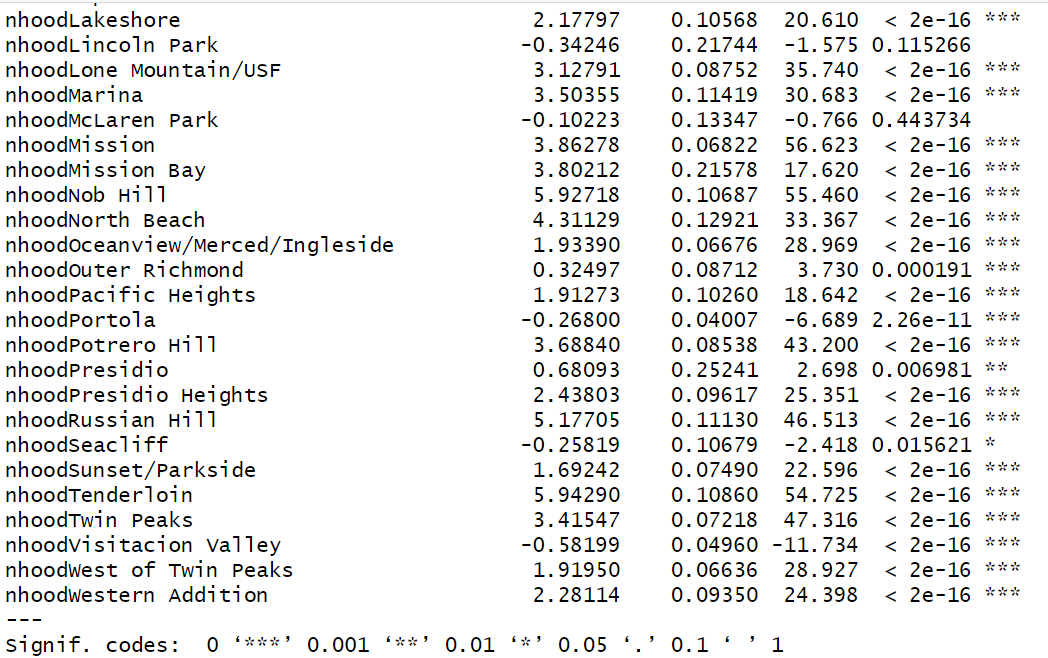 nhoodLakeshore 2.17797 0.10568 20.610 < 2e-16 ***
nhoodLincoln Park -0.34246 0.21744 -1.575 0.115266
nhoodLone Mountain/USF 3.12791 0.08752 35.740 < 2e-16 ***
nhoodMarina 3.50355 0.11419 30.683 < 2e-16 ***
nhoodMcLaren Park -0.10223 0.13347 -0.766 0.443734
nhoodMission 3.86278 0.06822 56.623 < 2e-16 ***
nhoodMission Bay 3.80212 0.21578 17.620 < 2e-16 ***
nhoodNob Hill 5.92718 0.10687 55.460 < 2e-16 ***
nhoodNorth Beach 4.31129 0.12921 33.367 < 2e-16 ***
nhoodOceanview/Merced/Ingleside 1.93390 0.06676 28.969 < 2e-16 ***
nhoodOuter Richmond 0.32497 0.08712 3.730 0.000191 ***
nhoodPacific Heights 1.91273 0.10260 18.642 < 2e-16 ***
nhoodPortola -0.26800 0.04007 -6.689 2.26e-11 ***
nhoodPotrero Hill 3.68840 0.08538 43.200 < 2e-16 ***
nhoodPresidio 0.68093 0.25241 2.698 0.006981 **
nhoodPresidio Heights 2.43803 0.09617 25.351 < 2e-16 ***
nhoodRussian Hill 5.17705 0.11130 46.513 < 2e-16 ***
nhoodSeacliff -0.25819 0.10679 -2.418 0.015621 *
nhoodSunset/Parkside 1.69242 0.07490 22.596 < 2e-16 ***
nhoodTenderloin 5.94290 0.10860 54.725 < 2e-16 ***
nhoodTwin Peaks 3.41547 0.07218 47.316 < 2e-16 ***
nhoodVisitacion Valley -0.58199 0.04960 -11.734 < 2e-16 ***
nhoodWest of Twin Peaks 1.91950 0.06636 28.927 < 2e-16 ***
nhoodWestern Addition 2.28114 0.09350 24.398 < 2e-16 ***
---
Signif. codes: 0 ‘***’ 0.001 ‘**’ 0.01 ‘*’ 0.05 ‘.’ 0.1 ‘ ’ 1